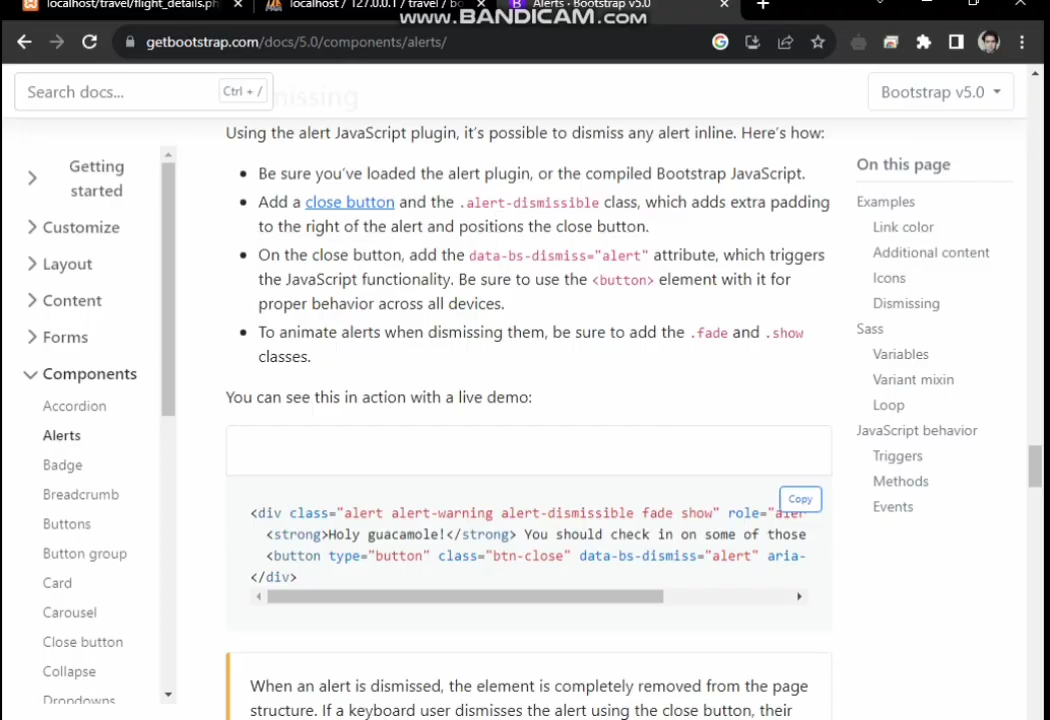 localhost/travel/flight_details.ph
localhost / 127.0.0.1 / travel / bo
Alerts · Bootstrap v5.0
www.BANDICAM.com
getbootstrap.com/docs/5.0/components/alerts/
Search docs...
Ctrl + /
missing
Bootstrap v5.0
Using the alert JavaScript plugin, it's possible to dismiss any alert inline. Here's how:
Be sure you've loaded the alert plugin, or the compiled Bootstrap JavaScript.
Add a close button and the .alert-dismissible class, which adds extra padding
to the right of the alert and positions the close button.
On the close button, add the data-bs-dismiss="alert" attribute, which triggers
the JavaScript functionality. Be sure to use the <button> element with it for
proper behavior across all devices.
To animate alerts when dismissing them, be sure to add the .fade and .show
classes.
You can see this in action with a live demo:
Copy
<div class="alert alert-warning alert-dismissible fade show" role="aler
<strong>Holy guacamole!</strong> You should check in on some of those
<button type="button" class="btn-close" data-bs-dismiss="alert" aria-
</div>
When an alert is dismissed, the element is completely removed from the page
structure. If a keyboard user dismisses the alert using the close button, their
Getting
started
Customize
Layout
Content
Forms
Components
Accordion
Alerts
Badge
Breadcrumb
Buttons
Button group
Card
Carousel
Close button
Collapse
Dropdowns
On this page
Examples
Link color
Additional content
Icons
Dismissing
Sass
Variables
Variant mixin
Loop
JavaScript behavior
Triggers
Methods
Events